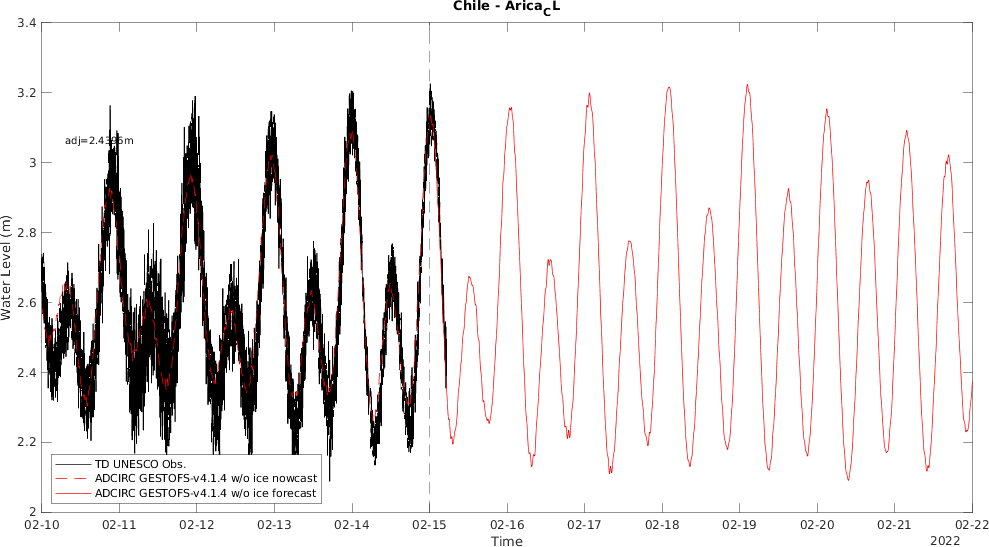 Chile - Arica_CL
3.4
3.2
3
2.8
2.6
2.4
2.2
2
Water Level (m)
adj=2.4395m
TD UNESCO Obs.
ADCIRC GESTOFS-v4.1.4 w/o ice nowcast
ADCIRC GESTOFS-v4.1.4 w/o ice forecast
02-10 02-11 02-12 02-13 02-14 02-15 02-16 02-17 02-18 02-19 02-20 02-21 02-22
Time
2022